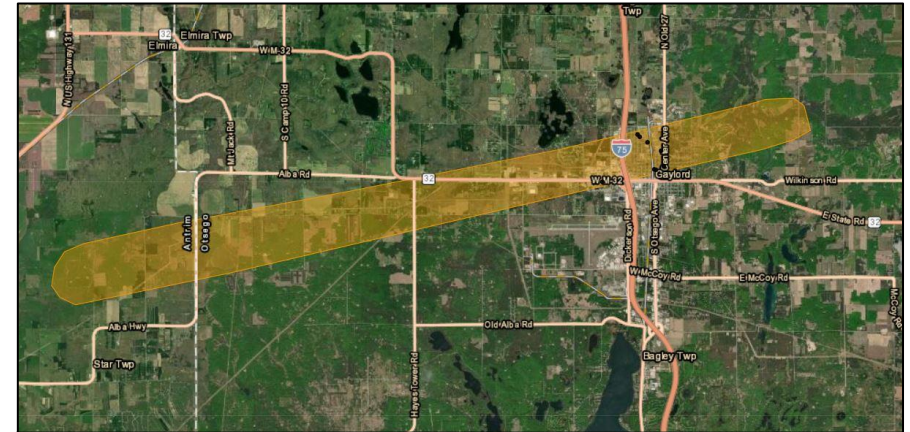 Twp
N Old 27
N US Highway 131
32
Elmira Twp
Elmira
W M-32
S Camp 10 Rd
Mt Jack Rd
75
Center Ave
Alba Rd
32
W M-32
Gaylord
Wilkinson Rd
E State Rd
32
Antrim
Otsego
Dickerson Rd
S Otsego Ave
W McCoy Rd
E McCoy Rd
McCoy Rd
Alba Hwy
Old Alba Rd
Star Twp
Hayes Tower Rd
Bagley Twp